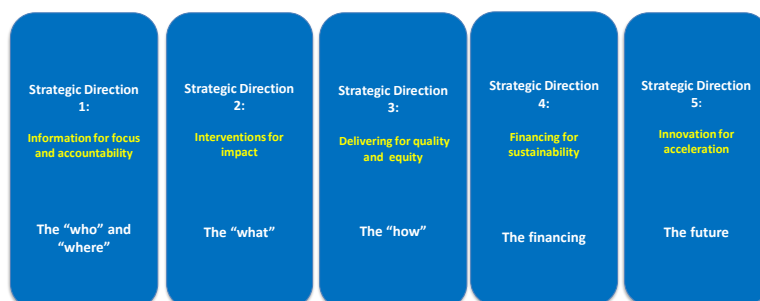 Strategic Direction
1:
Information for focus
and accountability
The “who” and
“where”
Strategic Direction
2:
Interventions for
impact
The “what”
Strategic Direction
3:
Delivering for quality
and equity
The “how”
Strategic Direction
4:
Financing for
sustainability
The financing
Strategic Direction
5:
Innovation for
acceleration
The future